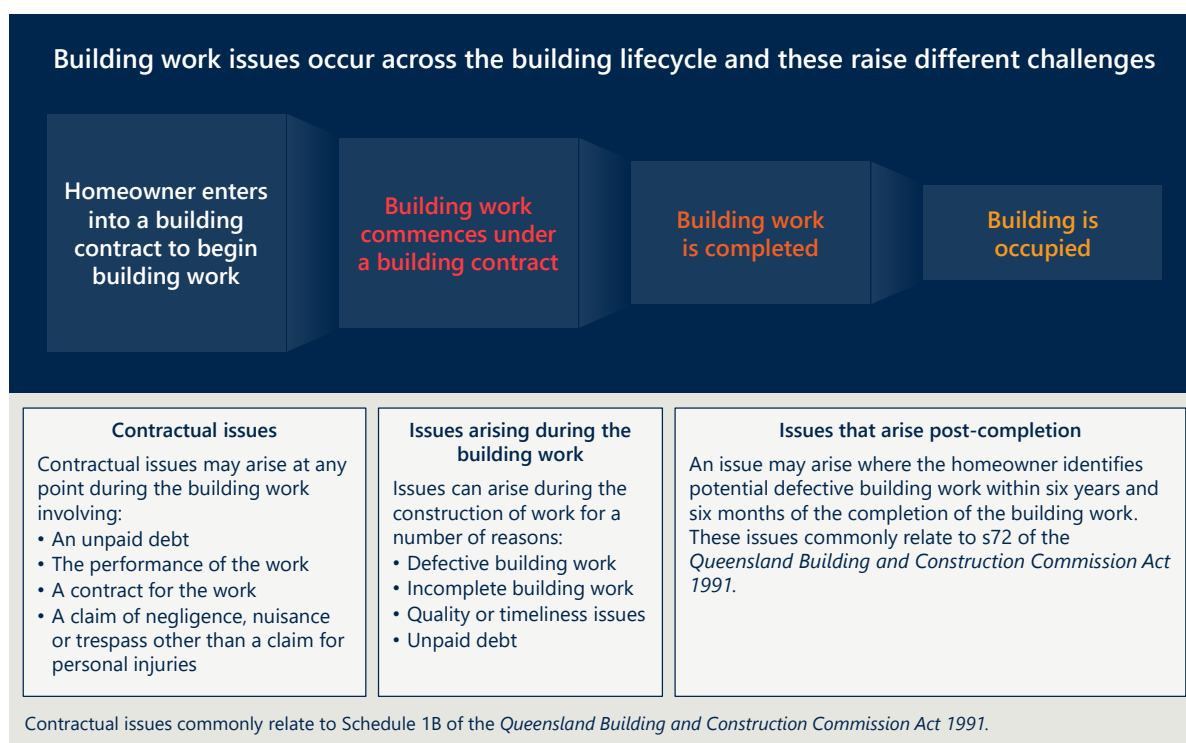 Building work issues occur across the building lifecycle and these raise different challenges
Homeowner enters
into a building
contract to begin
building work
Building work
commences under
a building contract
Building work
is completed
Building is
occupied
Contractual issues
Contractual issues may arise at any
point during the building work
involving:
• An unpaid debt
• The performance of the work
• A contract for the work
• A claim of negligence, nuisance
or trespass other than a claim for
personal injuries
Issues arising during the
building work
Issues can arise during the
construction of work for a
number of reasons:
• Defective building work
• Incomplete building work
• Quality or timeliness issues
• Unpaid debt
Issues that arise post-completion
An issue may arise where the homeowner identifies
potential defective building work within six years and
six months of the completion of the building work.
These issues commonly relate to s72 of the
Queensland Building and Construction Commission Act
1991.
Contractual issues commonly relate to Schedule 1B of the Queensland Building and Construction Commission Act 1991.